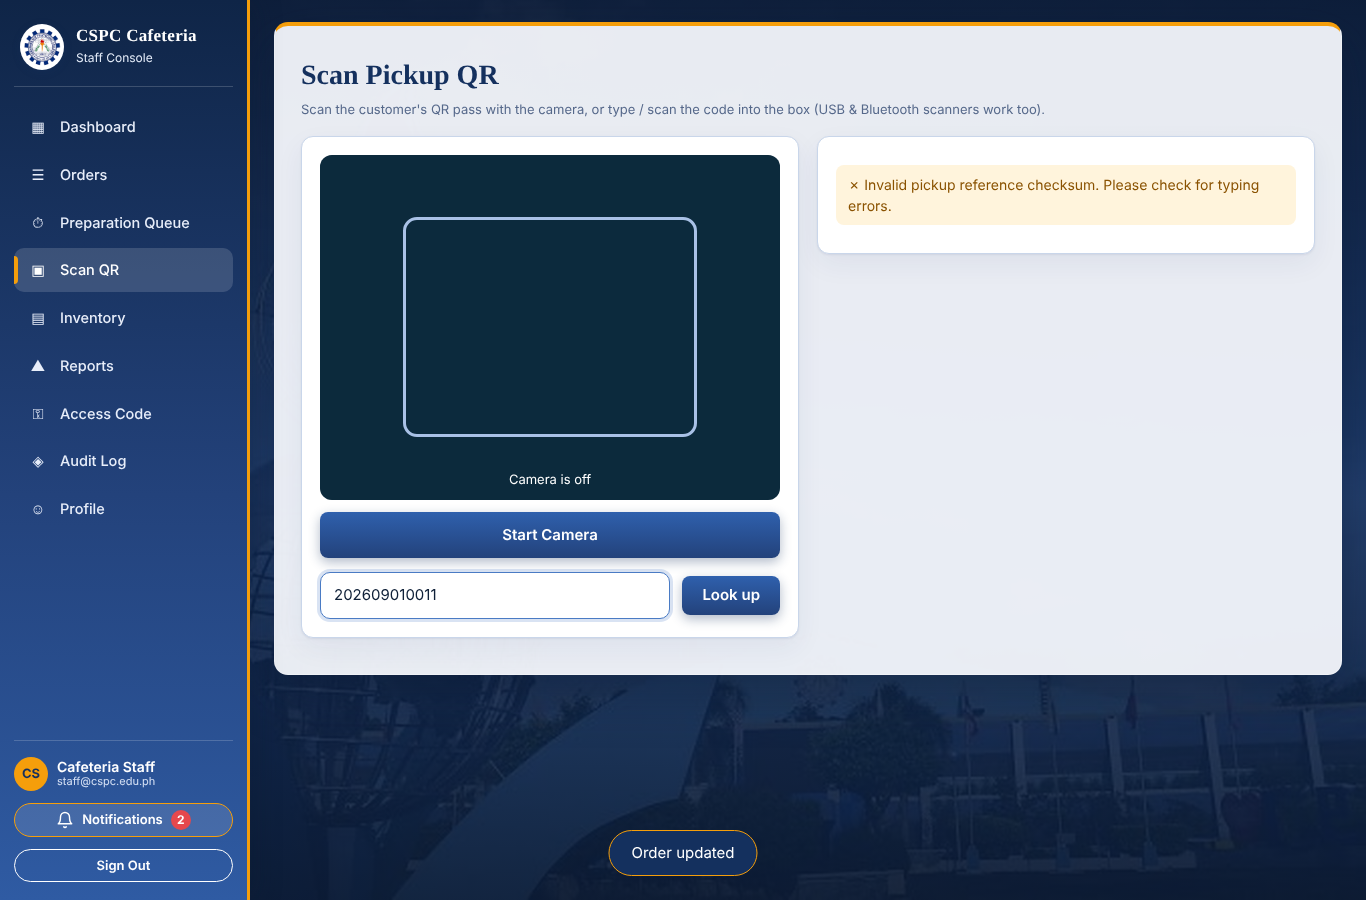 CSPC Cafeteria
Staff Console
Dashboard
Orders
Preparation Queue
Scan QR
Inventory
Reports
Access Code
Audit Log
Profile
CS
Cafeteria Staff
staff@cspc.edu.ph
Notifications 2
Sign Out
Scan Pickup QR
Scan the customer's QR pass with the camera, or type / scan the code into the box (USB & Bluetooth scanners work too).
Camera is off
Start Camera
202609010011
Look up
× Invalid pickup reference checksum. Please check for typing
errors.
Order updated